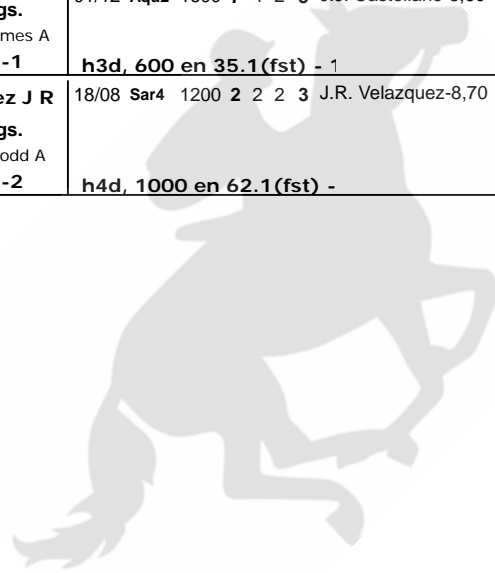 gs.
mes A
-1
h3d, 600 en 35.1(fst) - 1
ez J R
18/08 Sar4 1200 2 2 2 3 J.R. Velazquez-8,70
gs.
odd A
-2
h4d, 1000 en 62.1(fst) -